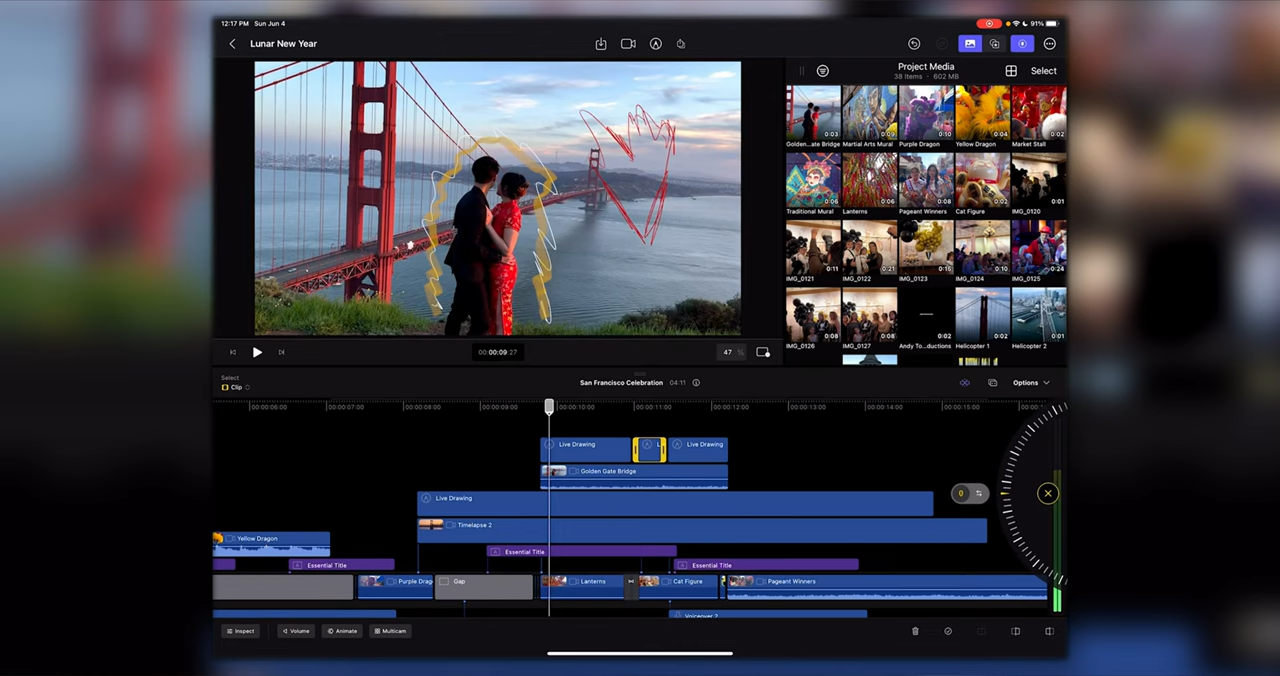 12:17 PM Sun Jun 4
91%
Lunar New Year
Project Media
38 Items · 602 MB
Select
0:03
0:09
0:10
0:04
0:02
Golden...ate Bridge
Martial Arts Mural
Purple Dragon
Yellow Dragon
Market Stall
0:06
0:06
0:08
0:02
0:01
Traditional Mural
Lanterns
Pageant Winners
Cat Figure
IMG_0120
0:11
0:21
0:15
0:10
0:24
IMG_0121
IMG_0122
IMG_0123
IMG_0124
IMG_0125
0:08
0:08
0:02
0:02
0:01
IMG_0126
IMG_0127
Andy To...ductions
Helicopter 1
Helicopter 2
00:00:09:27
47 %
Select
Clip
San Francisco Celebration 04:11
Options
00:00:06:00
00:00:07:00
00:00:08:00
00:00:09:00
00:00:10:00
00:00:11:00
00:00:12:00
00:00:13:00
00:00:14:00
00:00:15:00
Live Drawing
L
Live Drawing
Golden Gate Bridge
Live Drawing
0
Timelapse 2
Yellow Dragon
Essential Title
Essential Title
Essential Title
Purple Drag
Gap
Lanterns
Cat Figure
Pageant Winners
Voiceover 2
Inspect
Volume
Animate
Multicam